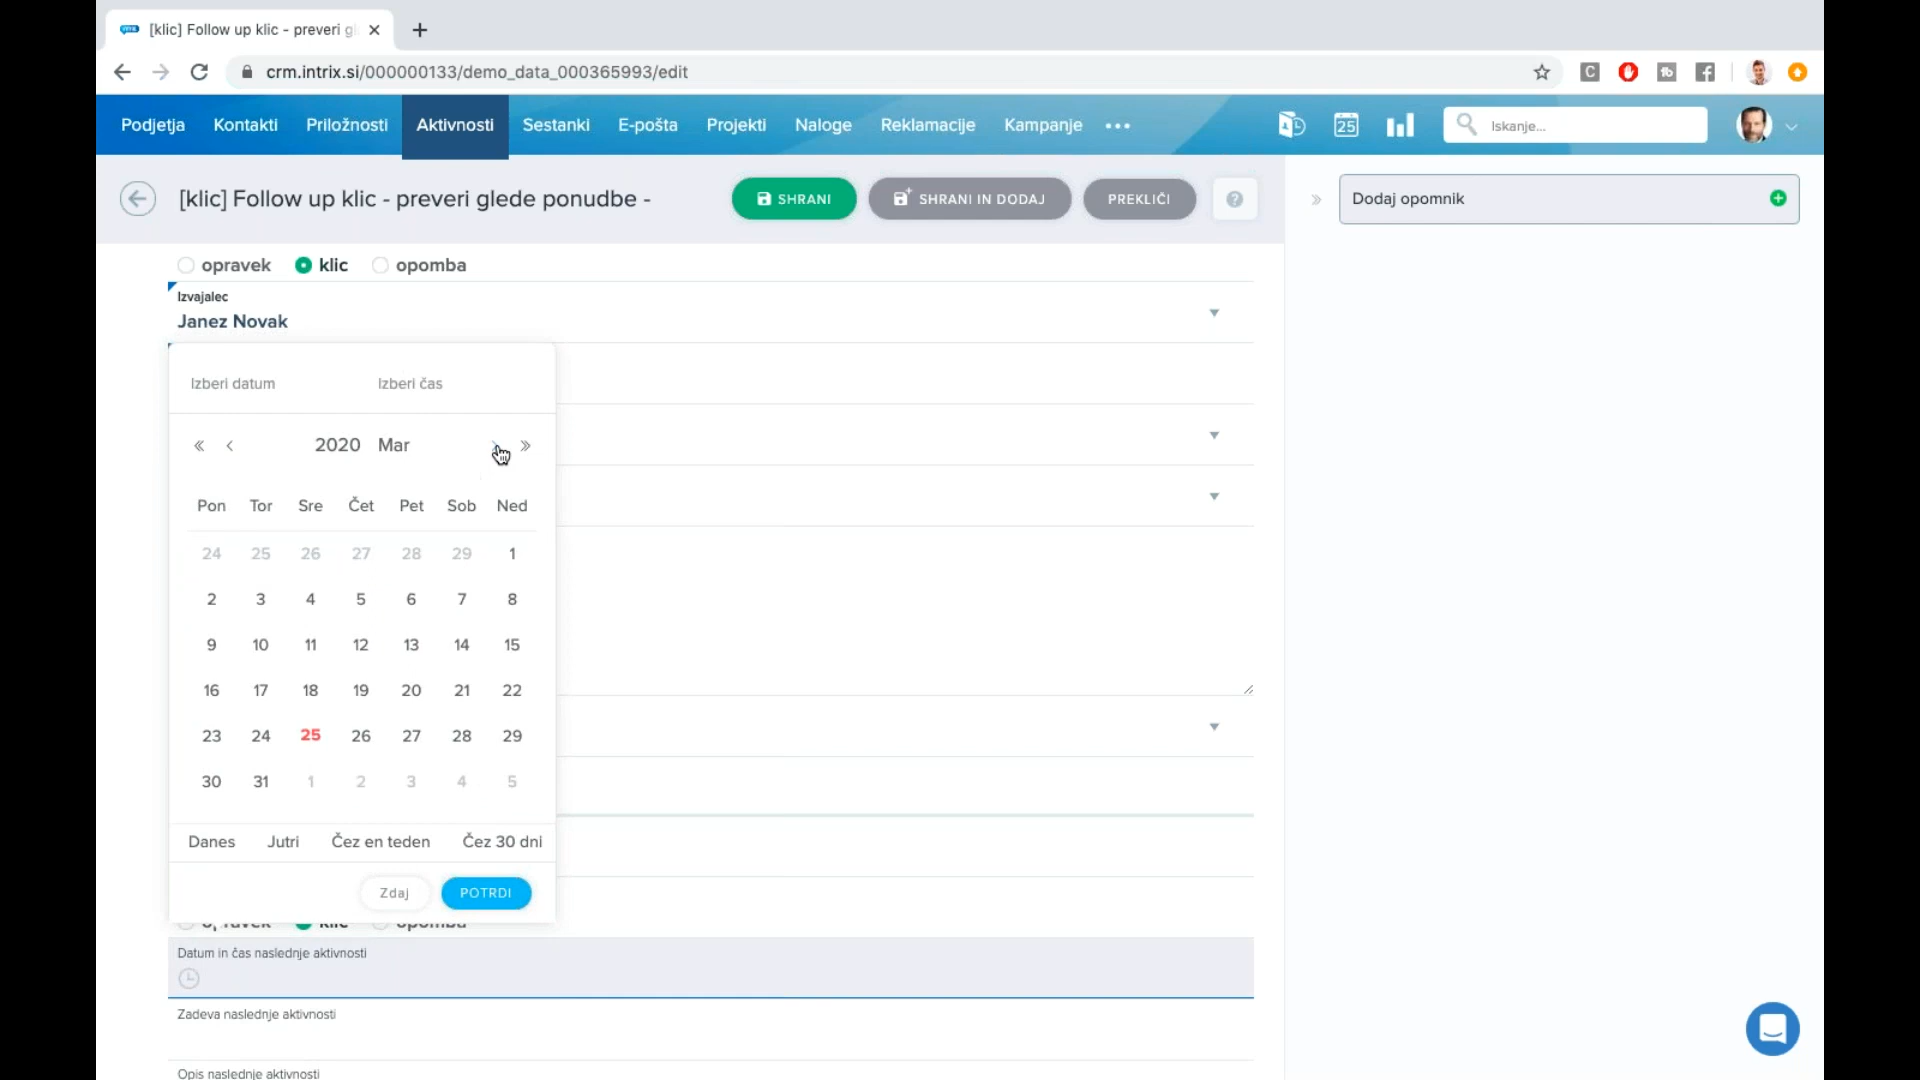 [klic] Follow up klic - preveri gl
crm.intrix.si/000000133/demo_data_000365993/edit
Podjetja Kontakti Priložnosti Aktivnosti Sestanki E-pošta Projekti Naloge Reklamacije Kampanje ••• 25 Iskanje...
[klic] Follow up klic - preveri glede ponudbe - SHRANI SHRANI IN DODAJ PREKLIČI ? » Dodaj opomnik
opravek klic opomba
Izvajalec
Janez Novak
Izberi datum Izberi čas
« ‹ 2020 Mar »
Pon Tor Sre Čet Pet Sob Ned
24 25 26 27 28 29 1
2 3 4 5 6 7 8
9 10 11 12 13 14 15
16 17 18 19 20 21 22
23 24 25 26 27 28 29
30 31 1 2 3 4 5
Danes Jutri Čez en teden Čez 30 dni
Zdaj POTRDI
opravek klic opomba
Datum in čas naslednje aktivnosti
Zadeva naslednje aktivnosti
Opis naslednje aktivnosti